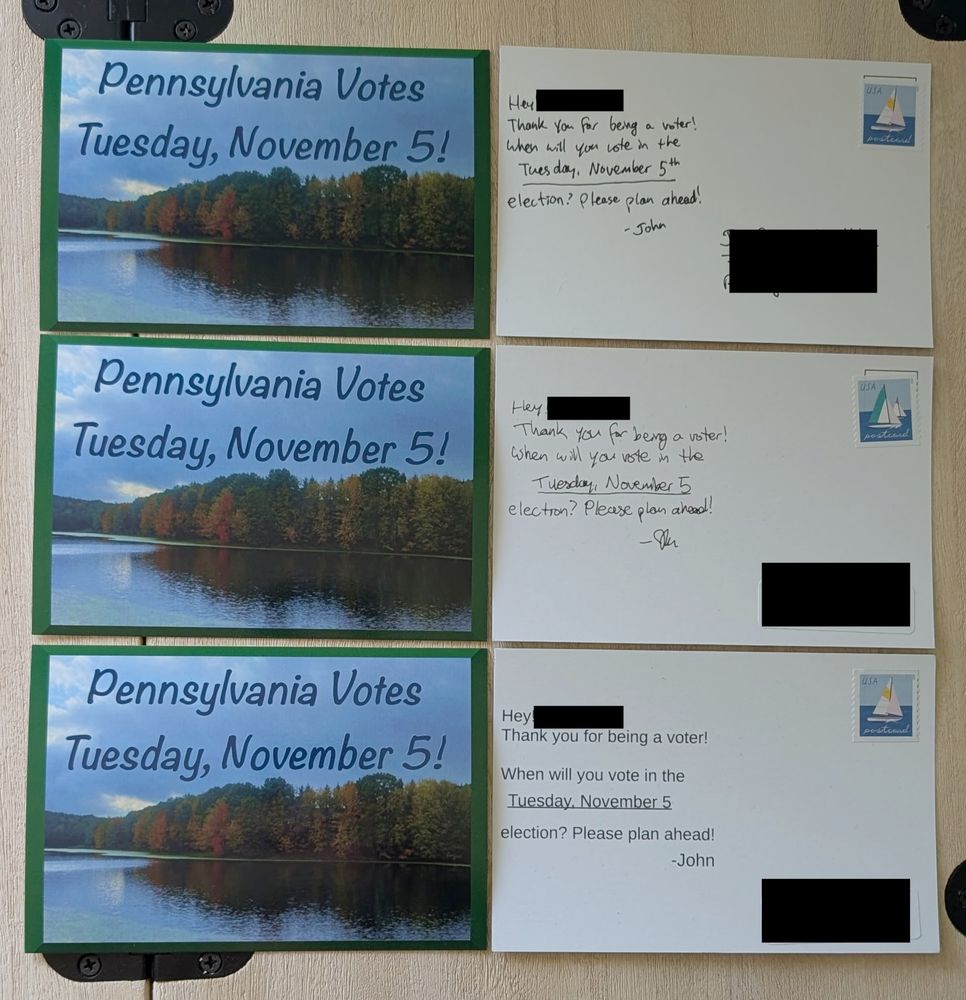 Pennsylvania Votes
Tuesday, November 5!
Hey
Thank you for being a voter!
When will you vote in the
Tuesday, November 5th
election? Please plan ahead!
-John
USA
postcard
Pennsylvania Votes
Tuesday, November 5!
Hey
Thank you for being a voter!
When will you vote in the
Tuesday, November 5
election? Please plan ahead!
USA
postcard
Pennsylvania Votes
Tuesday, November 5!
Hey
Thank you for being a voter!
When will you vote in the
Tuesday, November 5
election? Please plan ahead!
-John
USA
postcard